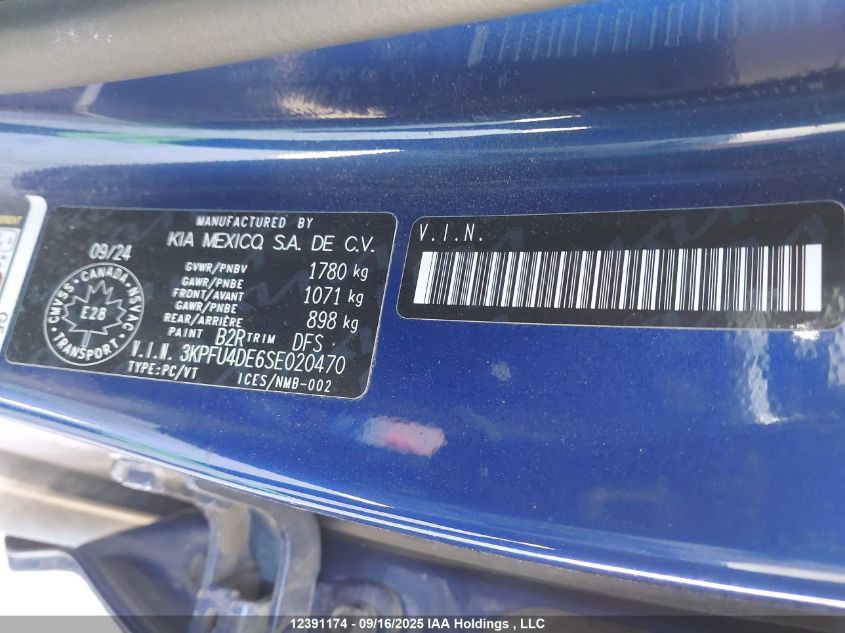 MANUFACTURED BY
KIA MEXICO, S.A. DE C.V.
09/24
GVWR/PNBV 1780 kg
GAWR/PNBE
FRONT/AVANT 1071 kg
GAWR/PNBE
REAR/ARRIÈRE 898 kg
PAINT B2R TRIM DFS
V.I.N. 3KPFU4DE6SE020470
TYPE:PC/VT ICES/NMB-002
CMVSS · CANADA · NSVAC
E28
TRANSPORT
V.I.N.
12391174 - 09/16/2025 IAA Holdings , LLC